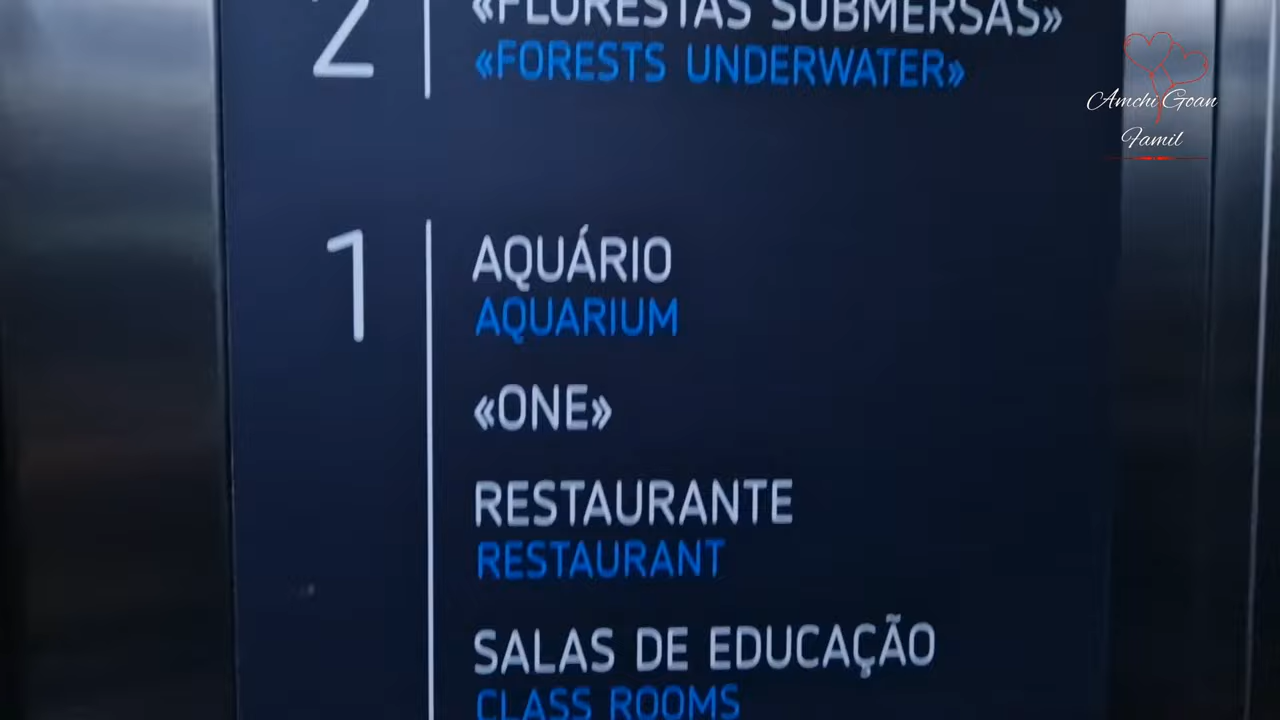 2
«FLORESTAS SUBMERSAS»
«FORESTS UNDERWATER»
Amchi Goan
Famil
1
AQUÁRIO
AQUARIUM
«ONE»
RESTAURANTE
RESTAURANT
SALAS DE EDUCAÇÃO
CLASS ROOMS